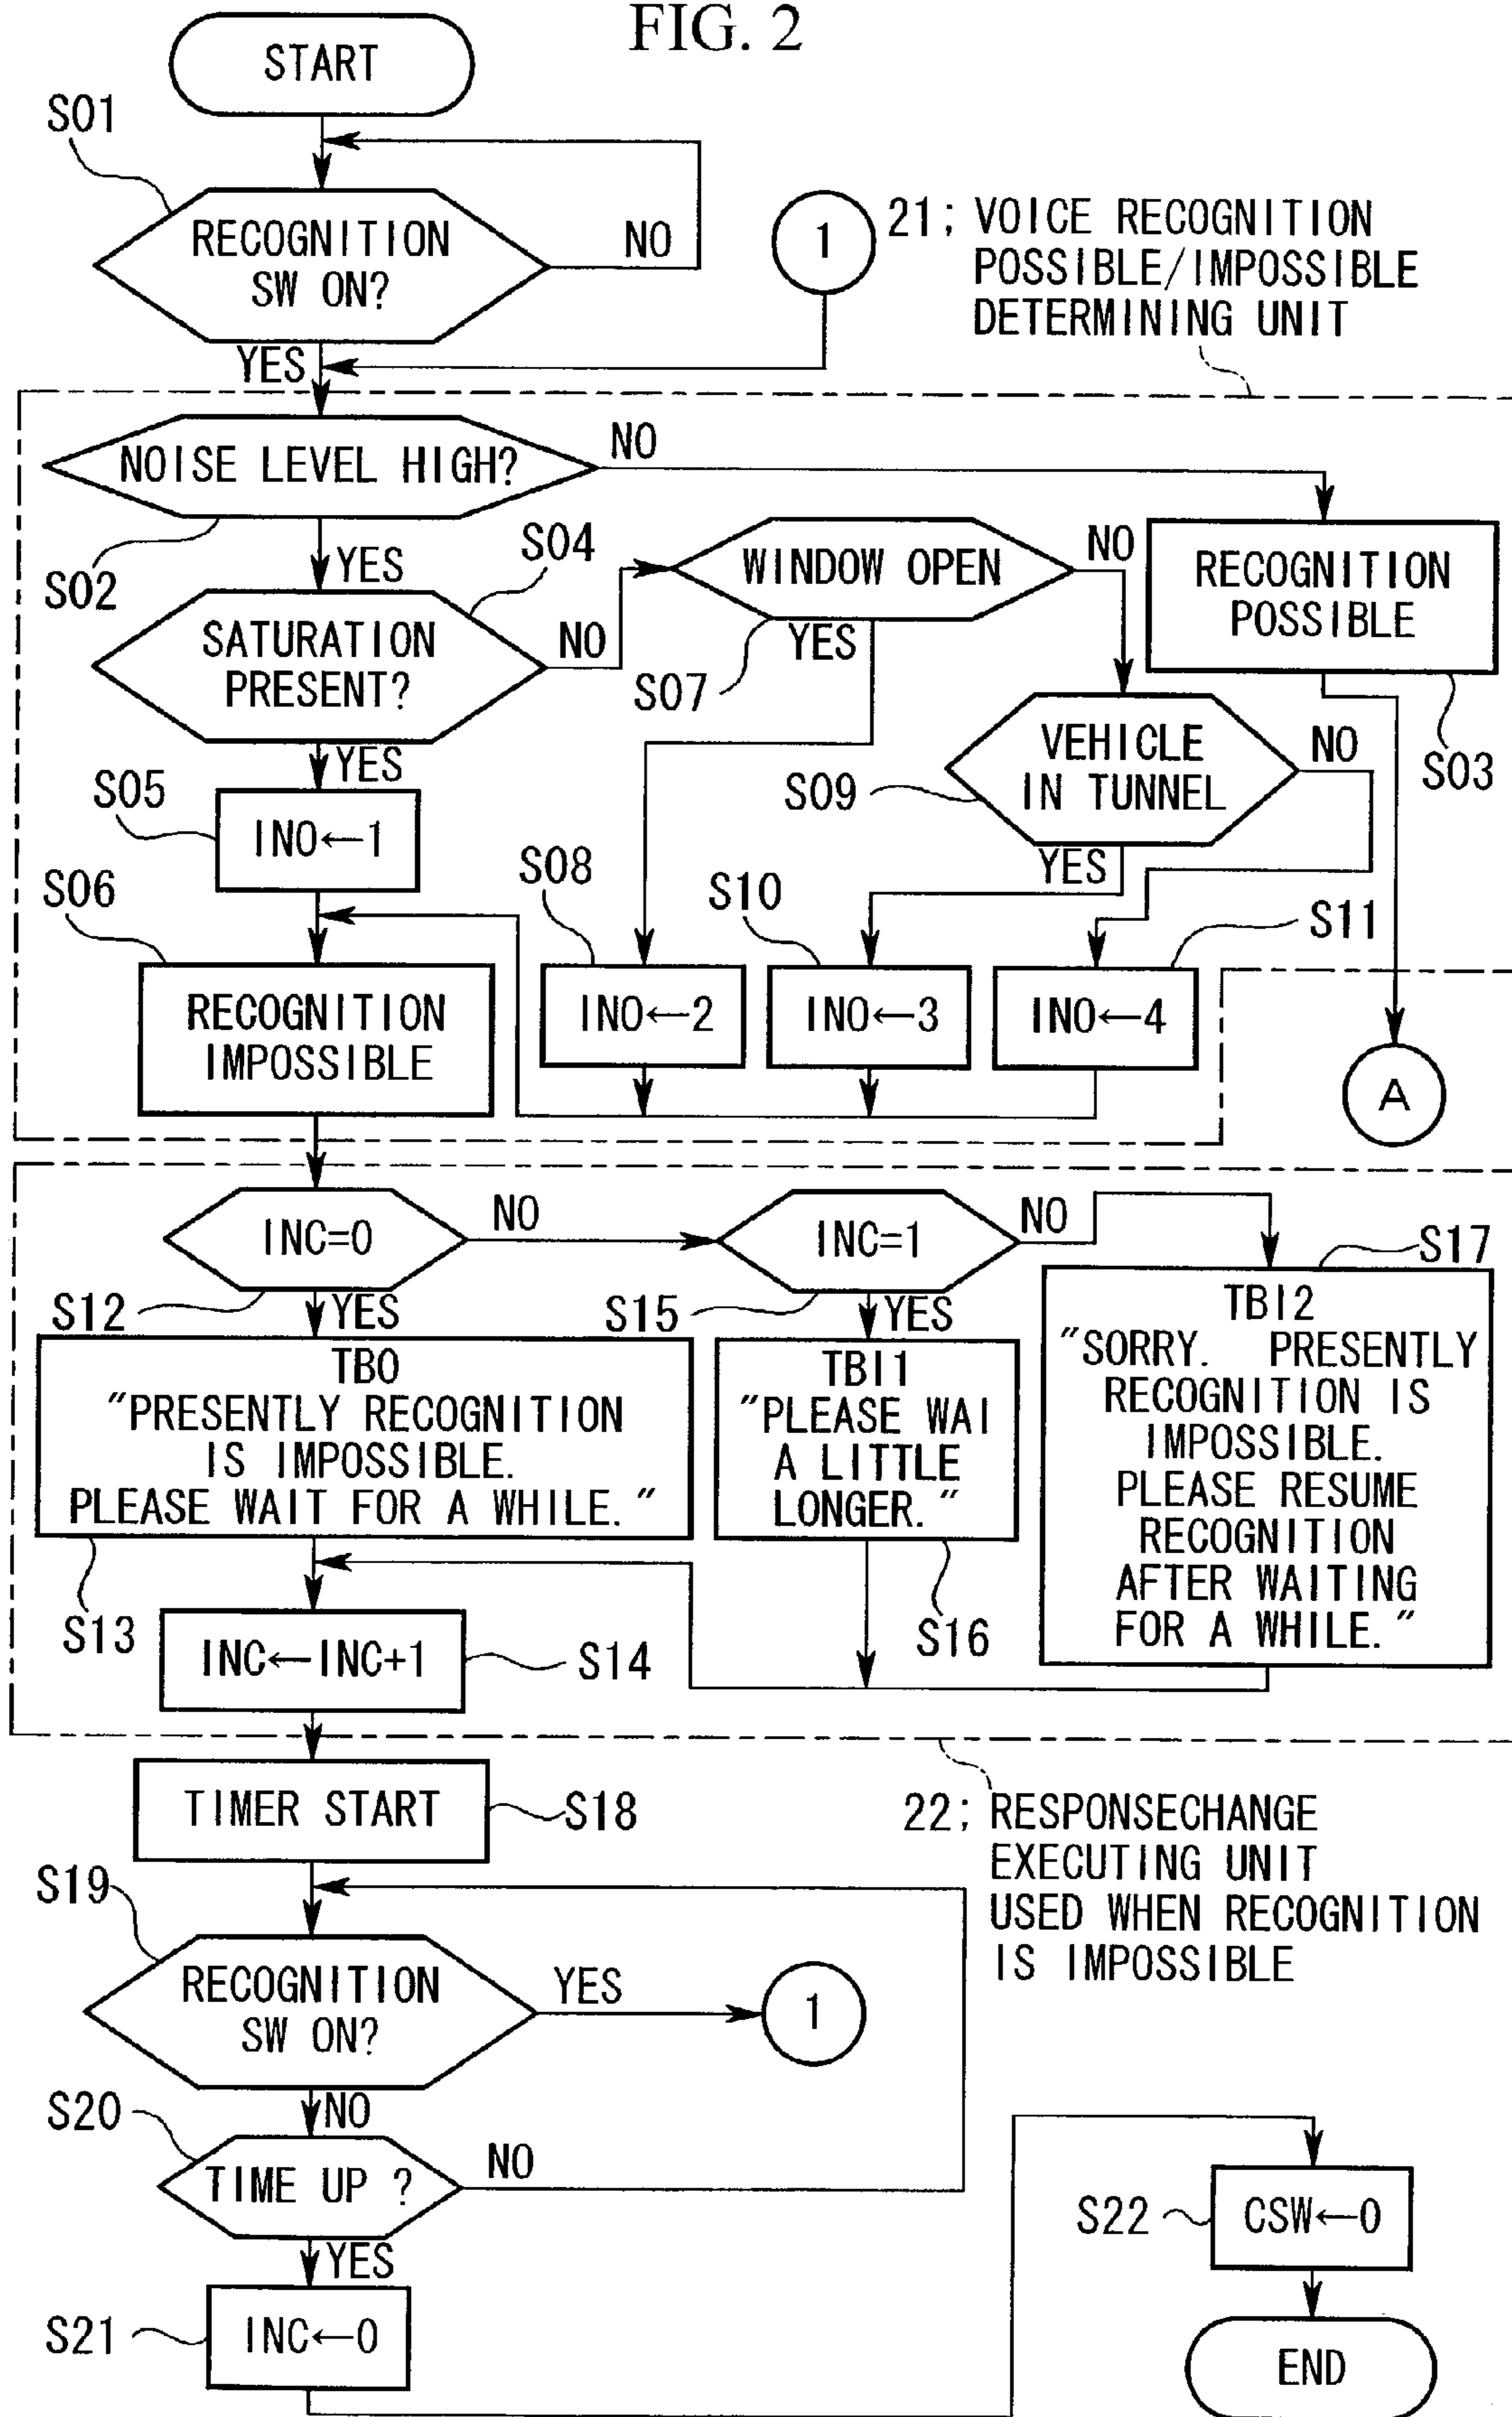 FIG. 2
START
S01
RECOGNITION
SW ON?
NO
YES
1
21; VOICE RECOGNITION
POSSIBLE/IMPOSSIBLE
DETERMINING UNIT
NOISE LEVEL HIGH?
NO
S02
YES
S04
SATURATION
PRESENT?
NO
YES
WINDOW OPEN
NO
YES
S07
RECOGNITION
POSSIBLE
S03
VEHICLE
IN TUNNEL
NO
S09
YES
S05
INO←1
S06
RECOGNITION
IMPOSSIBLE
S08
INO←2
S10
INO←3
S11
INO←4
A
INC=0
NO
S12
YES
INC=1
NO
S15
YES
S17
TB0
"PRESENTLY RECOGNITION
IS IMPOSSIBLE.
PLEASE WAIT FOR A WHILE."
S13
TBI1
"PLEASE WAI
A LITTLE
LONGER."
S16
TBI2
"SORRY. PRESENTLY
RECOGNITION IS
IMPOSSIBLE.
PLEASE RESUME
RECOGNITION
AFTER WAITING
FOR A WHILE."
INC←INC+1
S14
TIMER START
S18
22; RESPONSECHANGE
EXECUTING UNIT
USED WHEN RECOGNITION
IS IMPOSSIBLE
S19
RECOGNITION
SW ON?
YES
1
NO
S20
TIME UP ?
NO
YES
S21
INC←0
S22
CSW←0
END